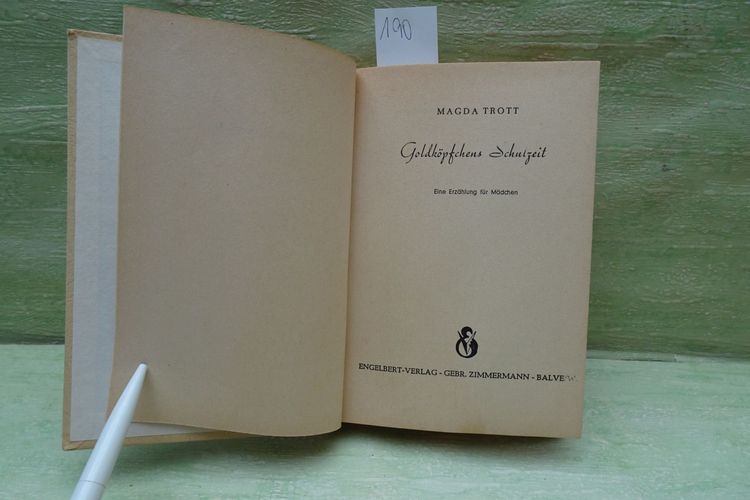 190
MAGDA TROTT
Goldköpfchens Schulzeit
Eine Erzählung für Mädchen
ENGELBERT-VERLAG - GEBR. ZIMMERMANN - BALVE